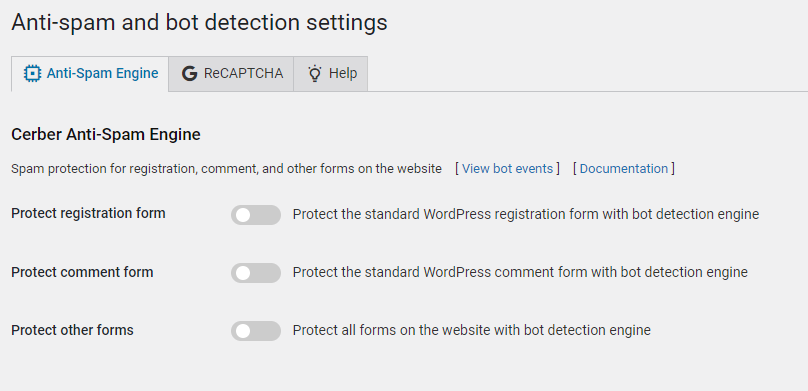 Anti-spam and bot detection settings
Anti-Spam Engine ReCAPTCHA Help
Cerber Anti-Spam Engine
Spam protection for registration, comment, and other forms on the website [ View bot events ] [ Documentation ]
Protect registration form Protect the standard WordPress registration form with bot detection engine
Protect comment form Protect the standard WordPress comment form with bot detection engine
Protect other forms Protect all forms on the website with bot detection engine